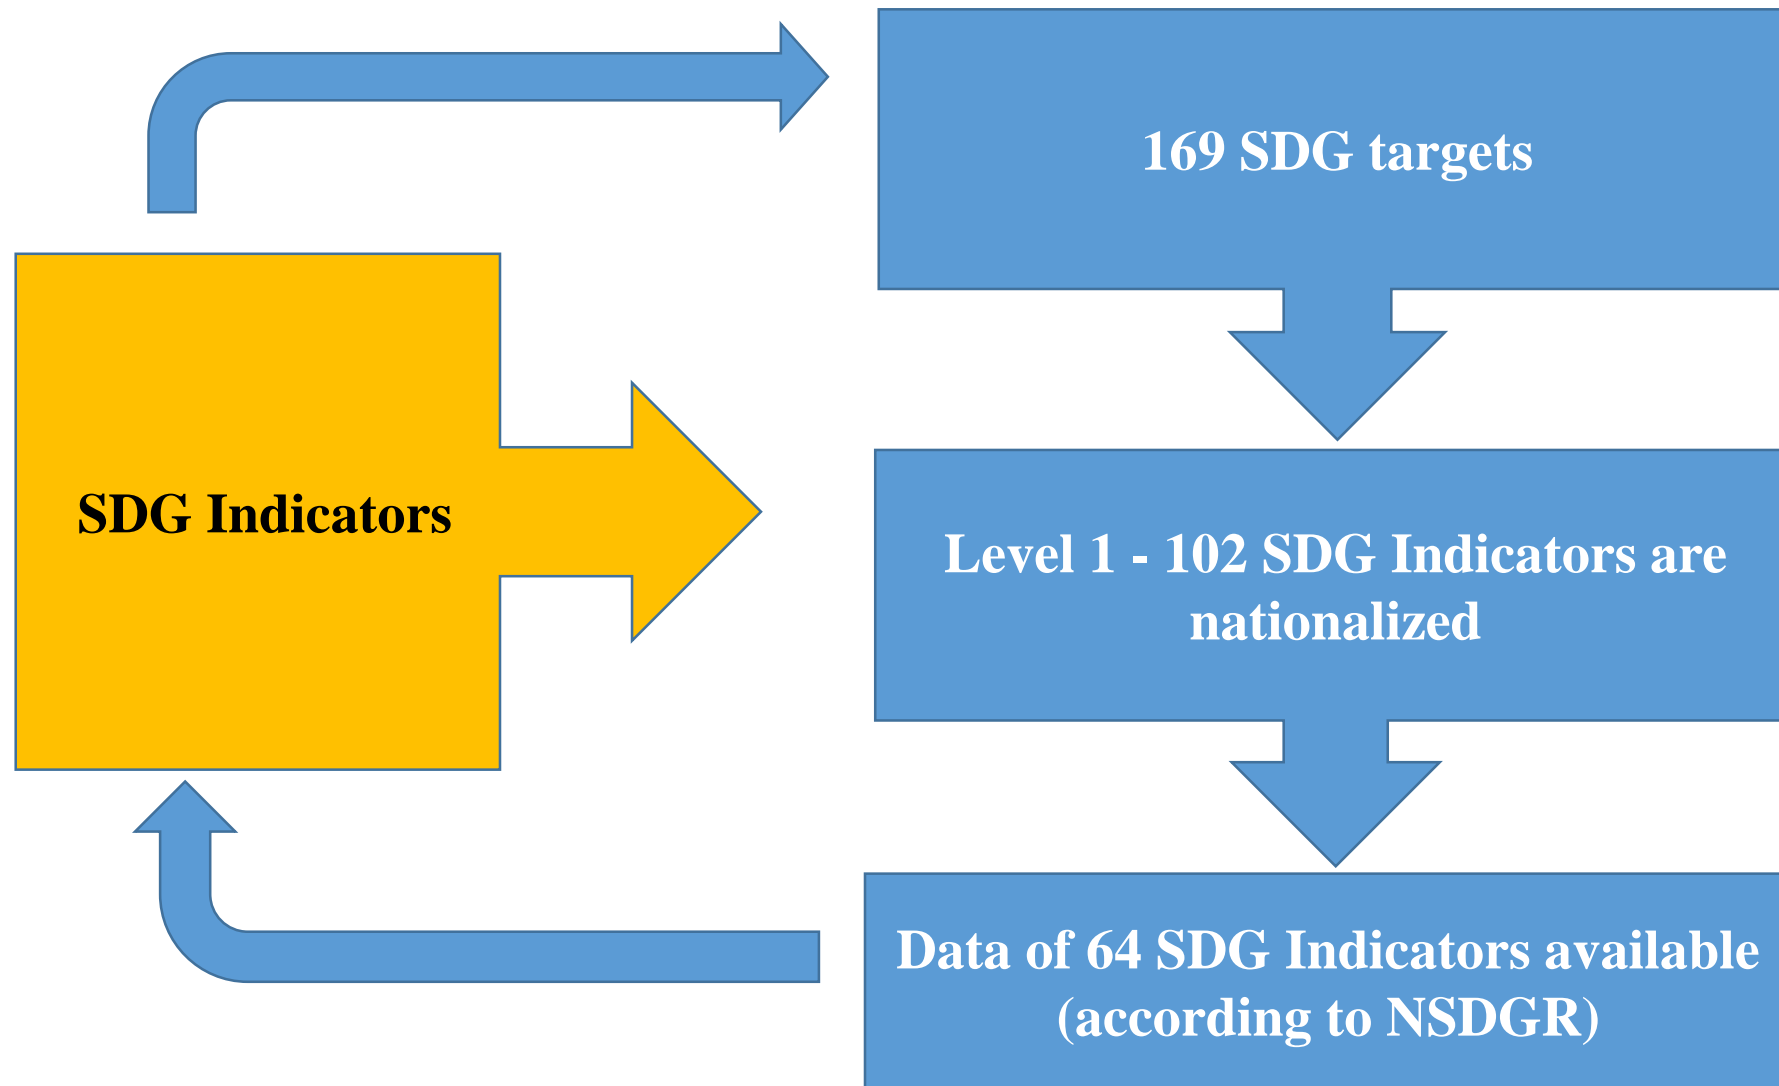 169 SDG targets
SDG Indicators
Level 1 - 102 SDG Indicators are
nationalized
Data of 64 SDG Indicators available
(according to NSDGR)